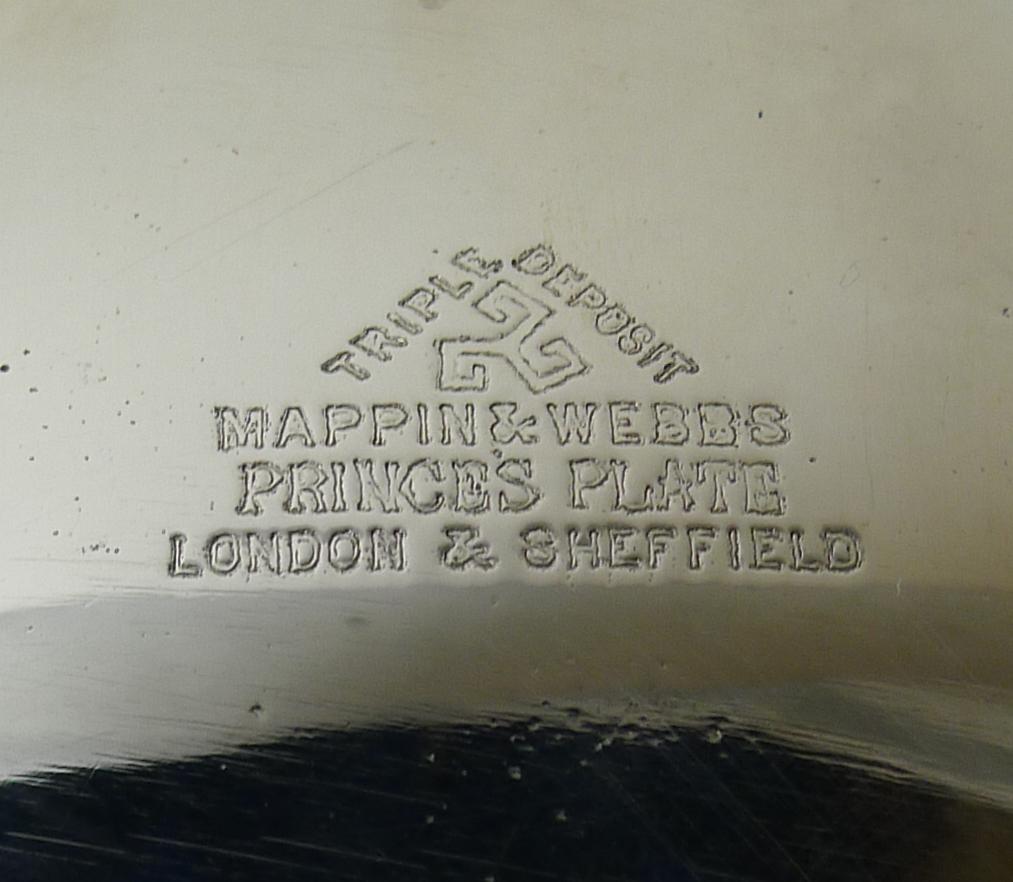 TRIPLE DEPOSIT
MAPPIN & WEBBS
PRINCE'S PLATE
LONDON & SHEFFIELD